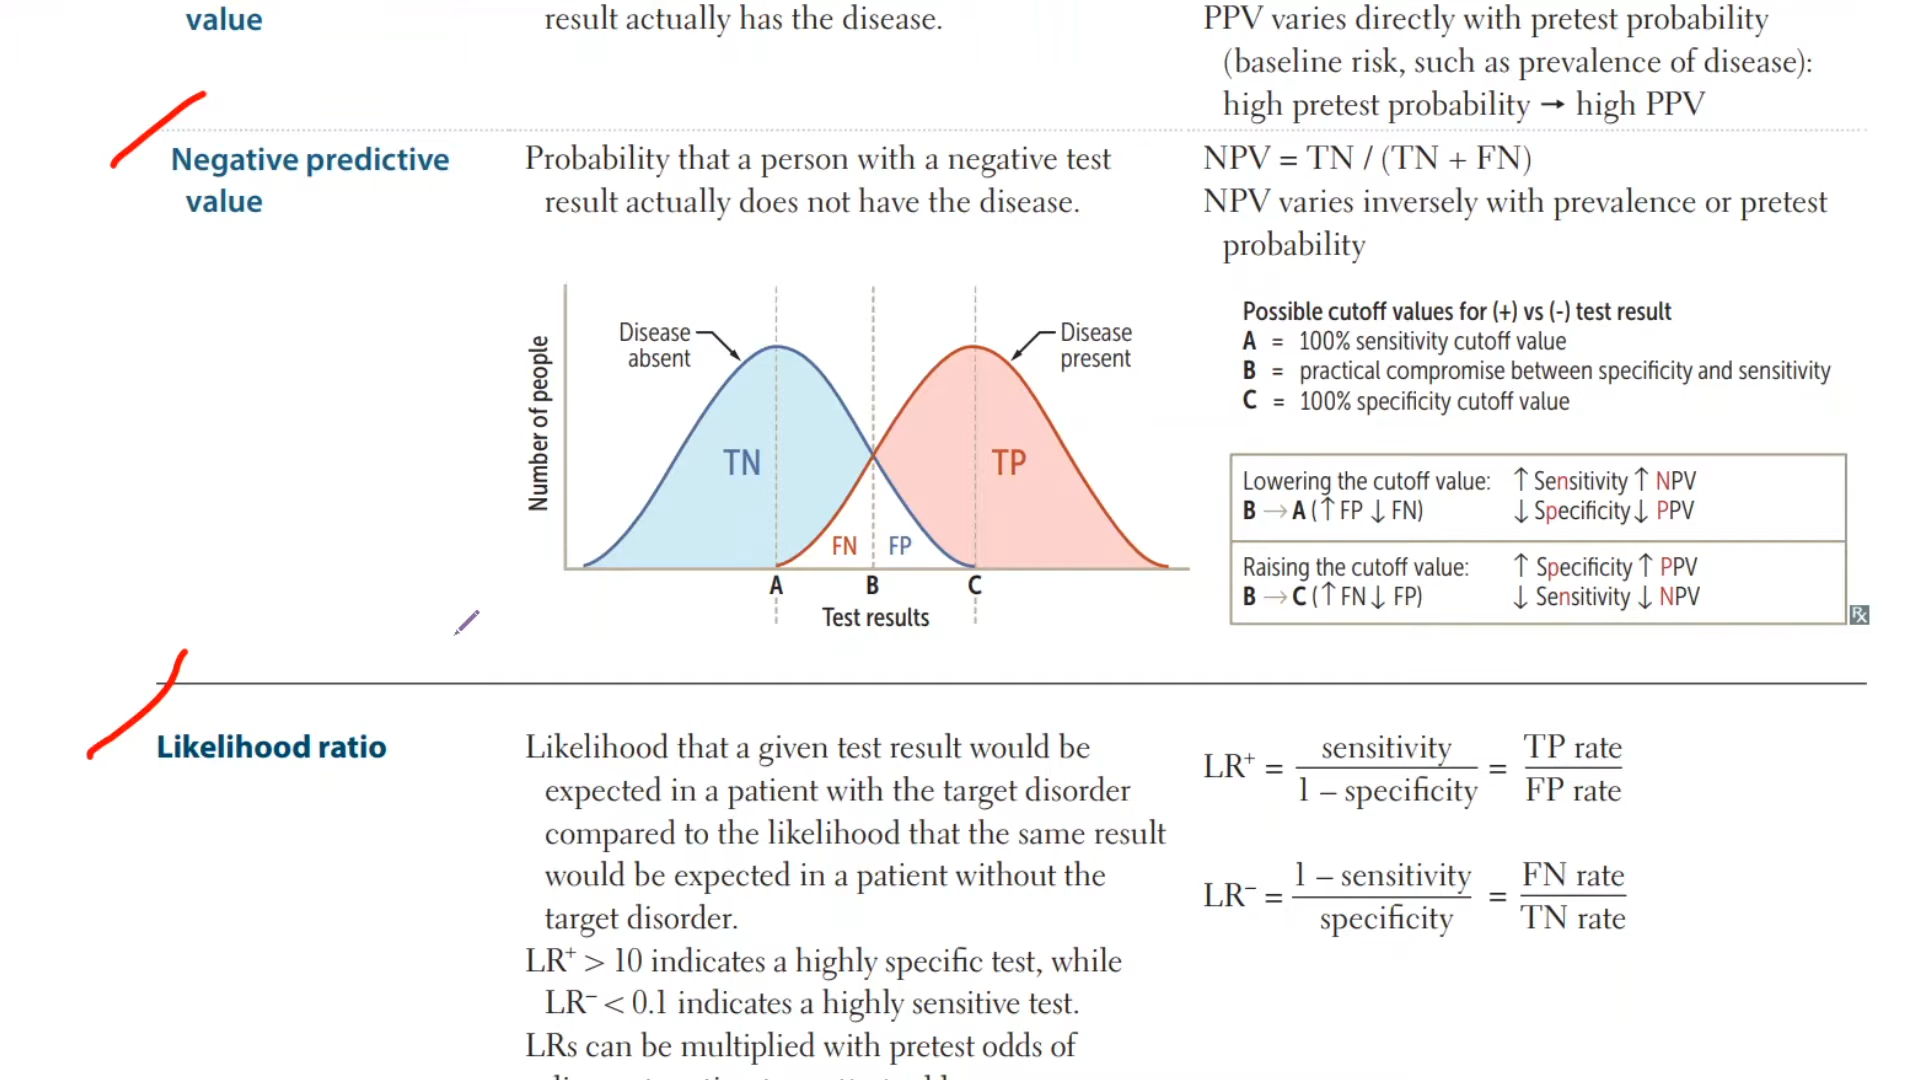 value
result actually has the disease.
PPV varies directly with pretest probability
(baseline risk, such as prevalence of disease):
high pretest probability → high PPV
Negative predictive
value
Probability that a person with a negative test
result actually does not have the disease.
NPV = TN / (TN + FN)
NPV varies inversely with prevalence or pretest
probability
Number of people
Disease
absent
Disease
present
TN
TP
FN
FP
A
B
C
Test results
Possible cutoff values for (+) vs (-) test result
A = 100% sensitivity cutoff value
B = practical compromise between specificity and sensitivity
C = 100% specificity cutoff value
Lowering the cutoff value: ↑ Sensitivity ↑ NPV
B → A (↑ FP ↓ FN) ↓ Specificity ↓ PPV
Raising the cutoff value: ↑ Specificity ↑ PPV
B → C (↑ FN ↓ FP) ↓ Sensitivity ↓ NPV
Rx
Likelihood ratio
Likelihood that a given test result would be
expected in a patient with the target disorder
compared to the likelihood that the same result
would be expected in a patient without the
target disorder.
LR⁺ > 10 indicates a highly specific test, while
LR⁻ < 0.1 indicates a highly sensitive test.
LRs can be multiplied with pretest odds of
LR⁺ = sensitivity / 1 – specificity = TP rate / FP rate
LR⁻ = 1 – sensitivity / specificity = FN rate / TN rate